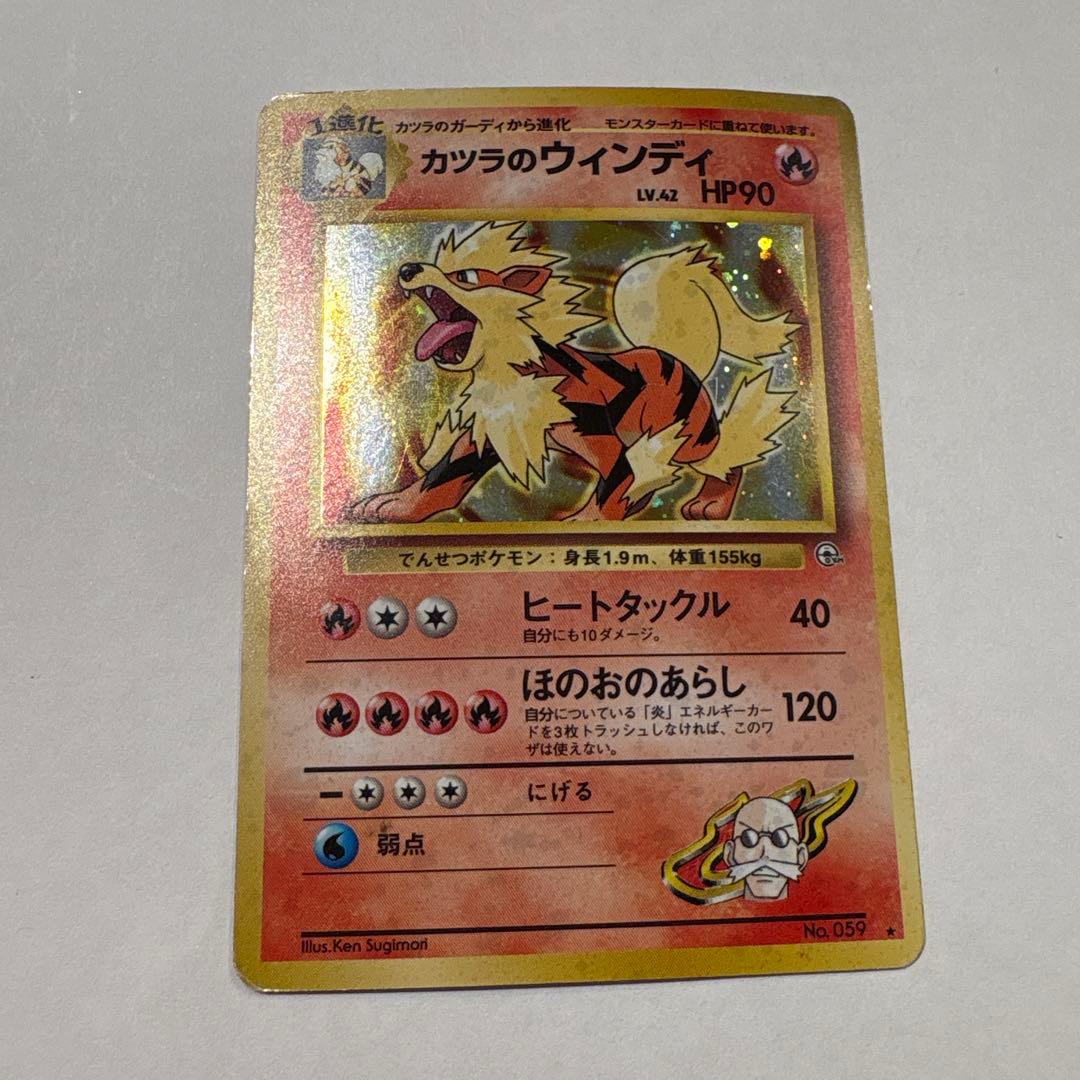 1進化 カツラのガーディから進化 モンスターカードに重ねて使います。
カツラのウィンディ
LV.42 HP90
でんせつポケモン：身長1.9m、体重155kg
ヒートタックル 40
自分にも10ダメージ。
ほのおのあらし 120
自分についている「炎」エネルギーカー
ドを3枚トラッシュしなければ、このワ
ザは使えない。
ー にげる
弱点
Illus.Ken Sugimori No. 059 ★